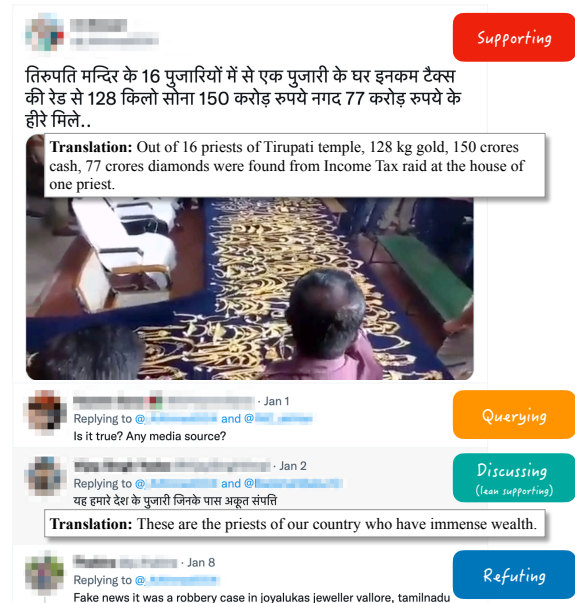 Supporting
तिरुपति मन्दिर के 16 पुजारियों में से एक पुजारी के घर इनकम टैक्स
की रेड से 128 किलो सोना 150 करोड़ रुपये नगद 77 करोड़ रुपये के
हीरे मिले..
Translation: Out of 16 priests of Tirupati temple, 128 kg gold, 150 crores
cash, 77 crores diamonds were found from Income Tax raid at the house of
one priest.
· Jan 1
Replying to @ and @
Is it true? Any media source?
Querying
· Jan 2
Replying to @ and @
यह हमारे देश के पुजारी जिनके पास अकूत संपत्ति
Discussing
(lean supporting)
Translation: These are the priests of our country who have immense wealth.
· Jan 8
Replying to @
Fake news it was a robbery case in joyalukas jeweller vallore, tamilnadu
Refuting